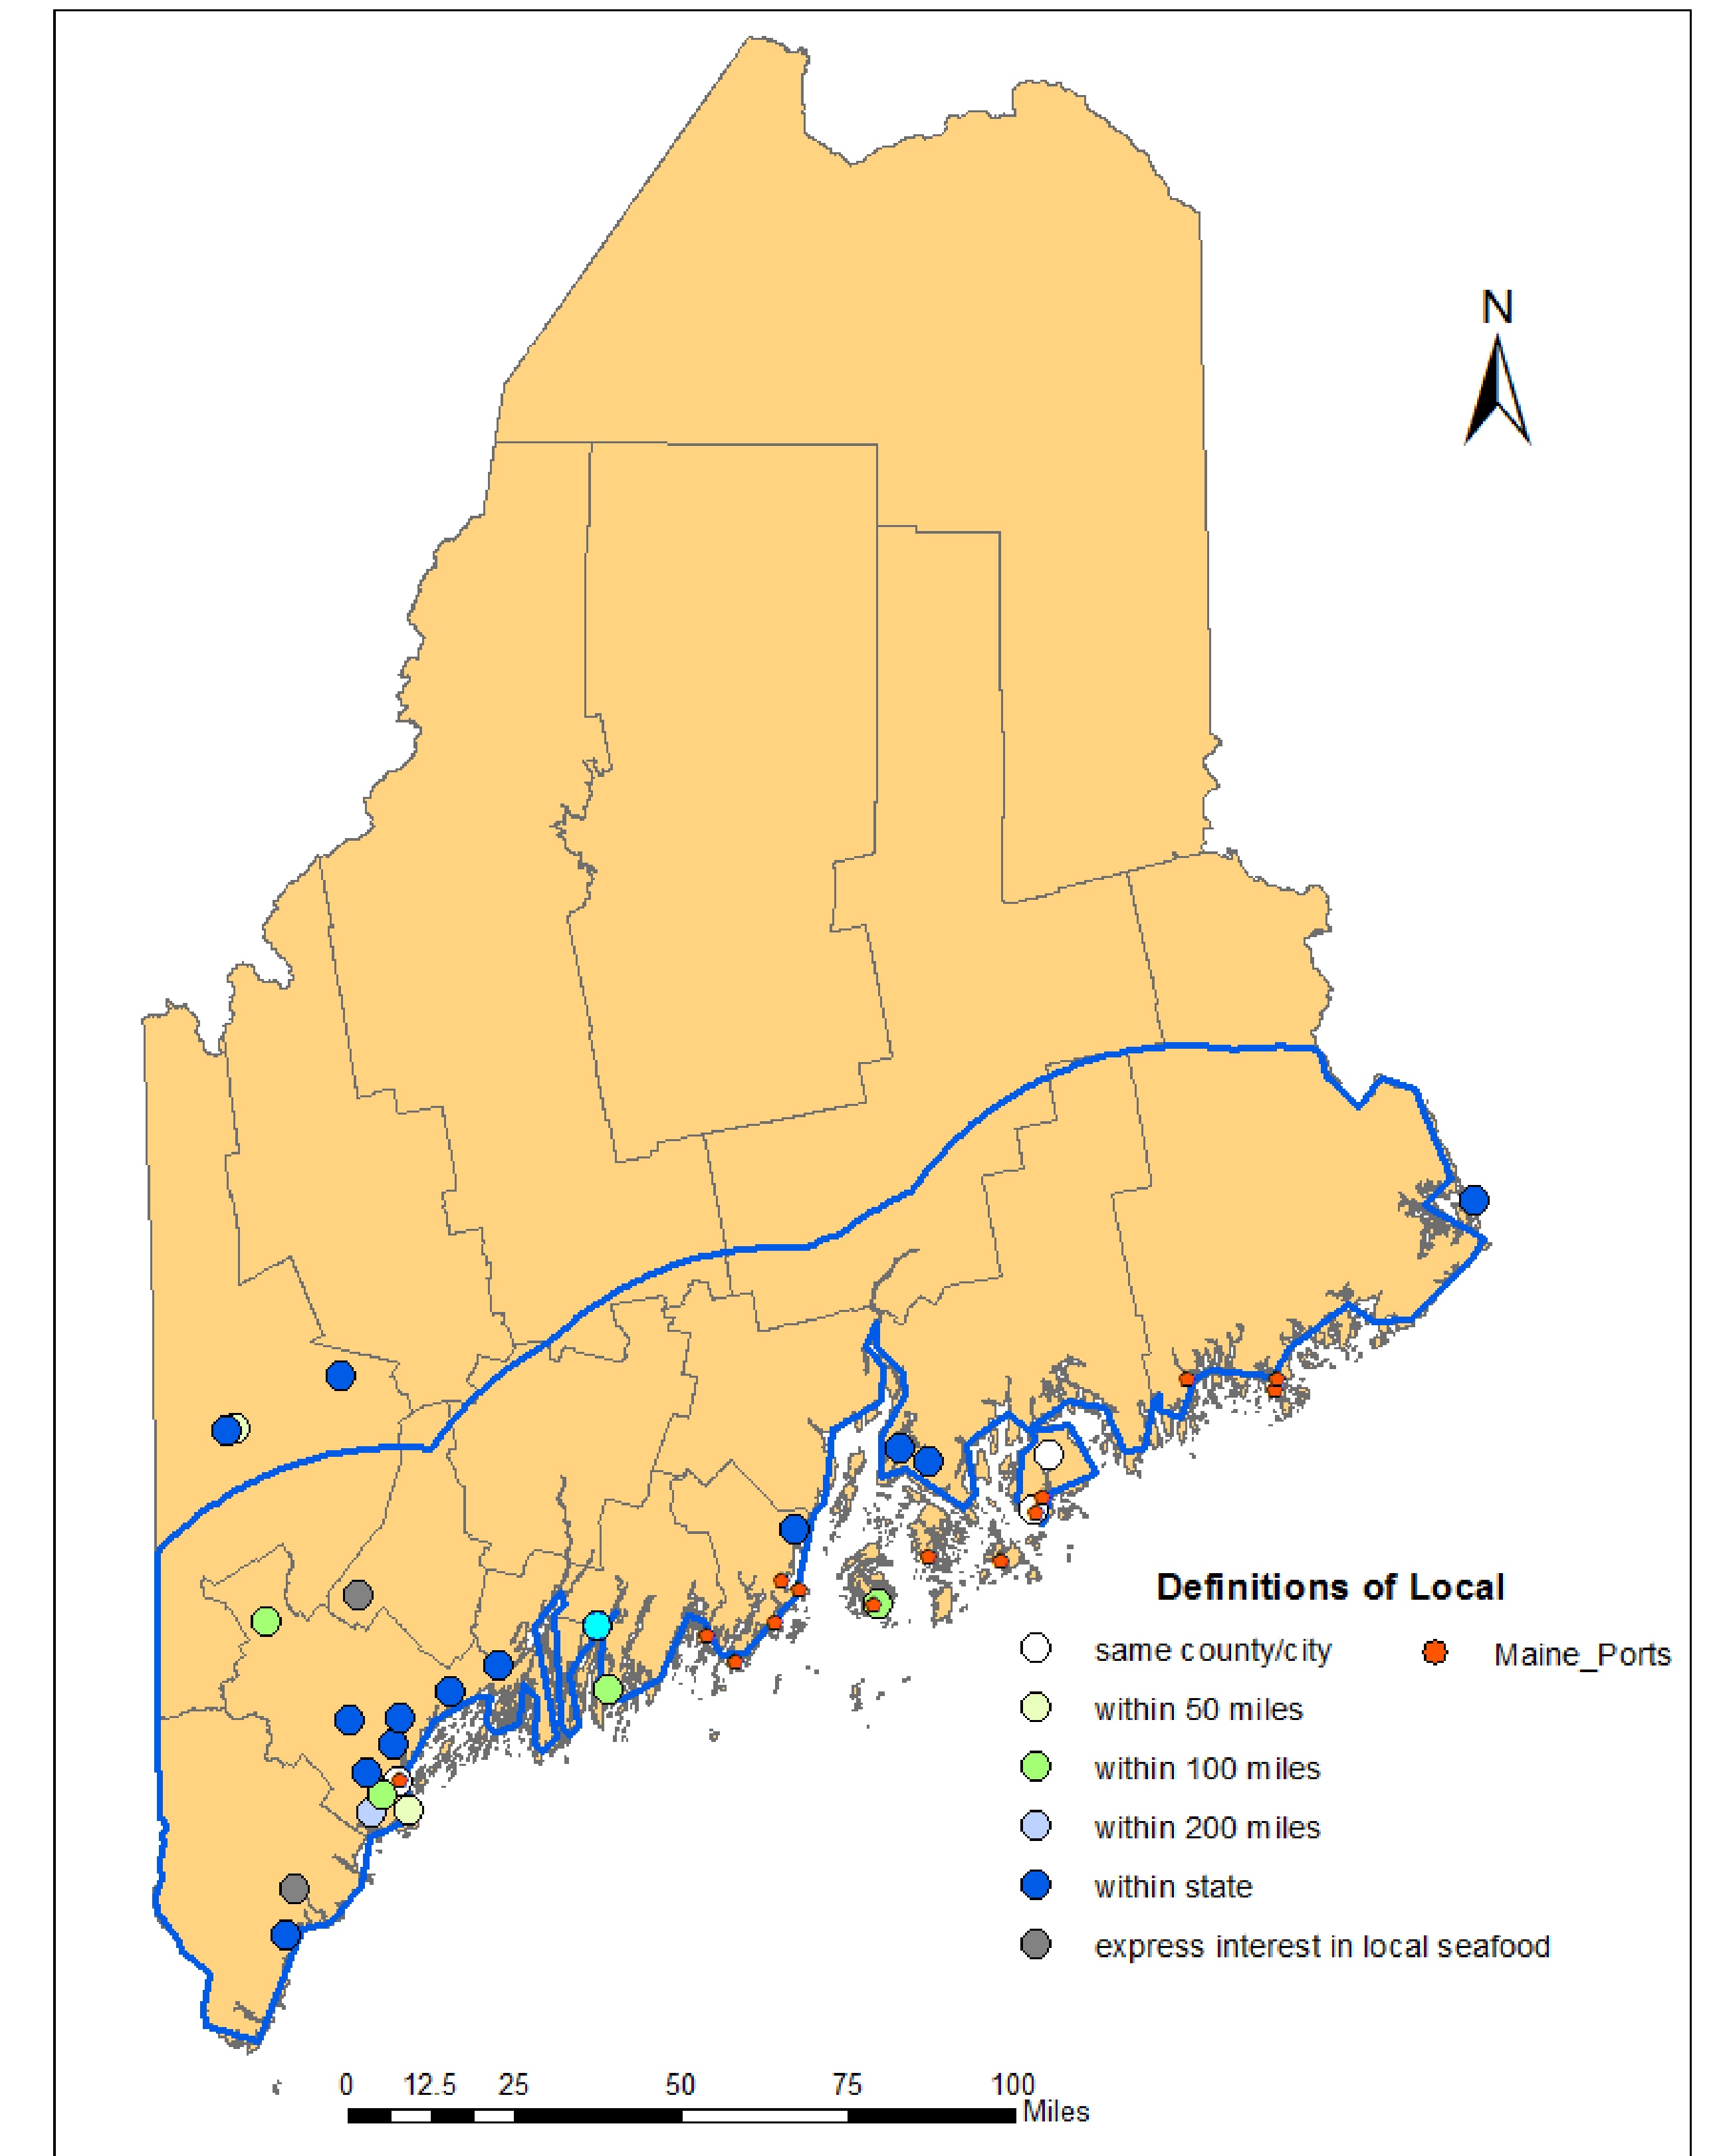 N
Definitions of Local
same county/city
Maine_Ports
within 50 miles
within 100 miles
within 200 miles
within state
express interest in local seafood
0 12.5 25 50 75 100
Miles